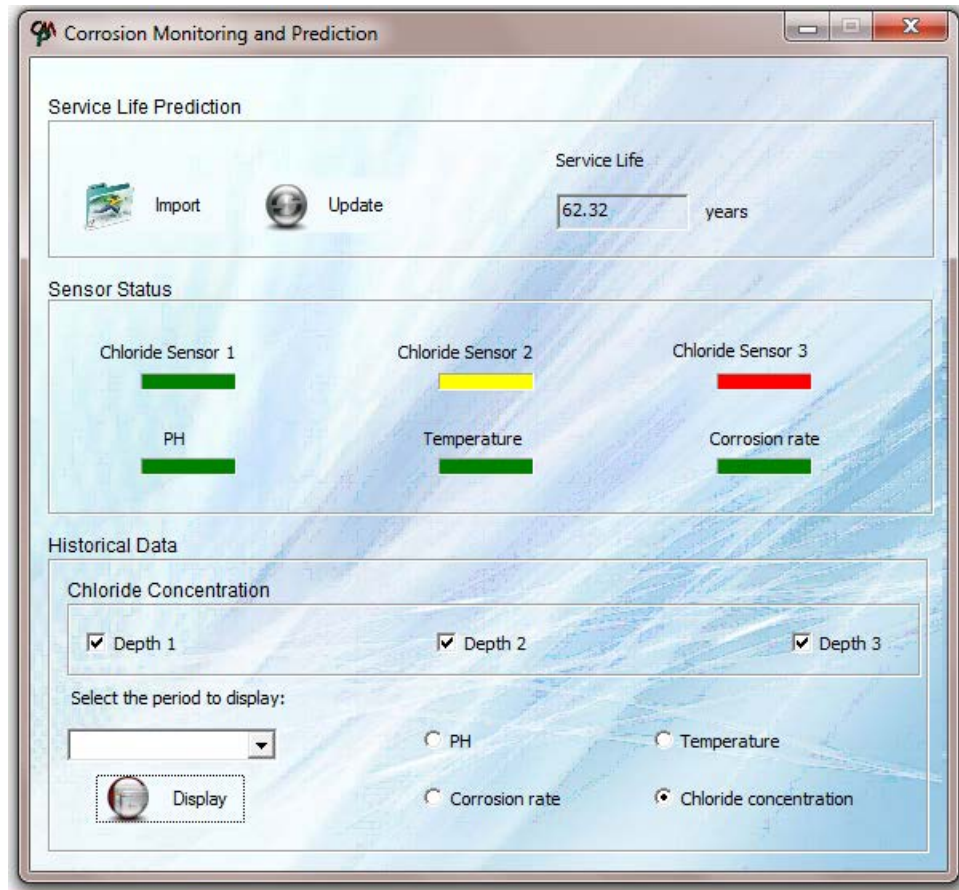 Corrosion Monitoring and Prediction
Service Life Prediction
Service Life
Import Update 62.32 years
Sensor Status
Chloride Sensor 1 Chloride Sensor 2 Chloride Sensor 3
PH Temperature Corrosion rate
Historical Data
Chloride Concentration
Depth 1 Depth 2 Depth 3
Select the period to display:
PH Temperature
Display Corrosion rate Chloride concentration